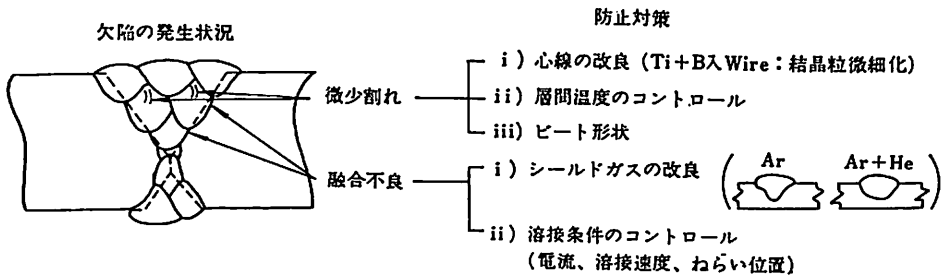 欠陥の発生状況
防止対策
微少割れ
i) 心線の改良 (Ti+B入Wire:結晶粒微細化)
ii) 層間温度のコントロール
iii) ビート形状
融合不良
i) シールドガスの改良
Ar
Ar+He
ii) 溶接条件のコントロール
(電流、溶接速度、ねらい位置)